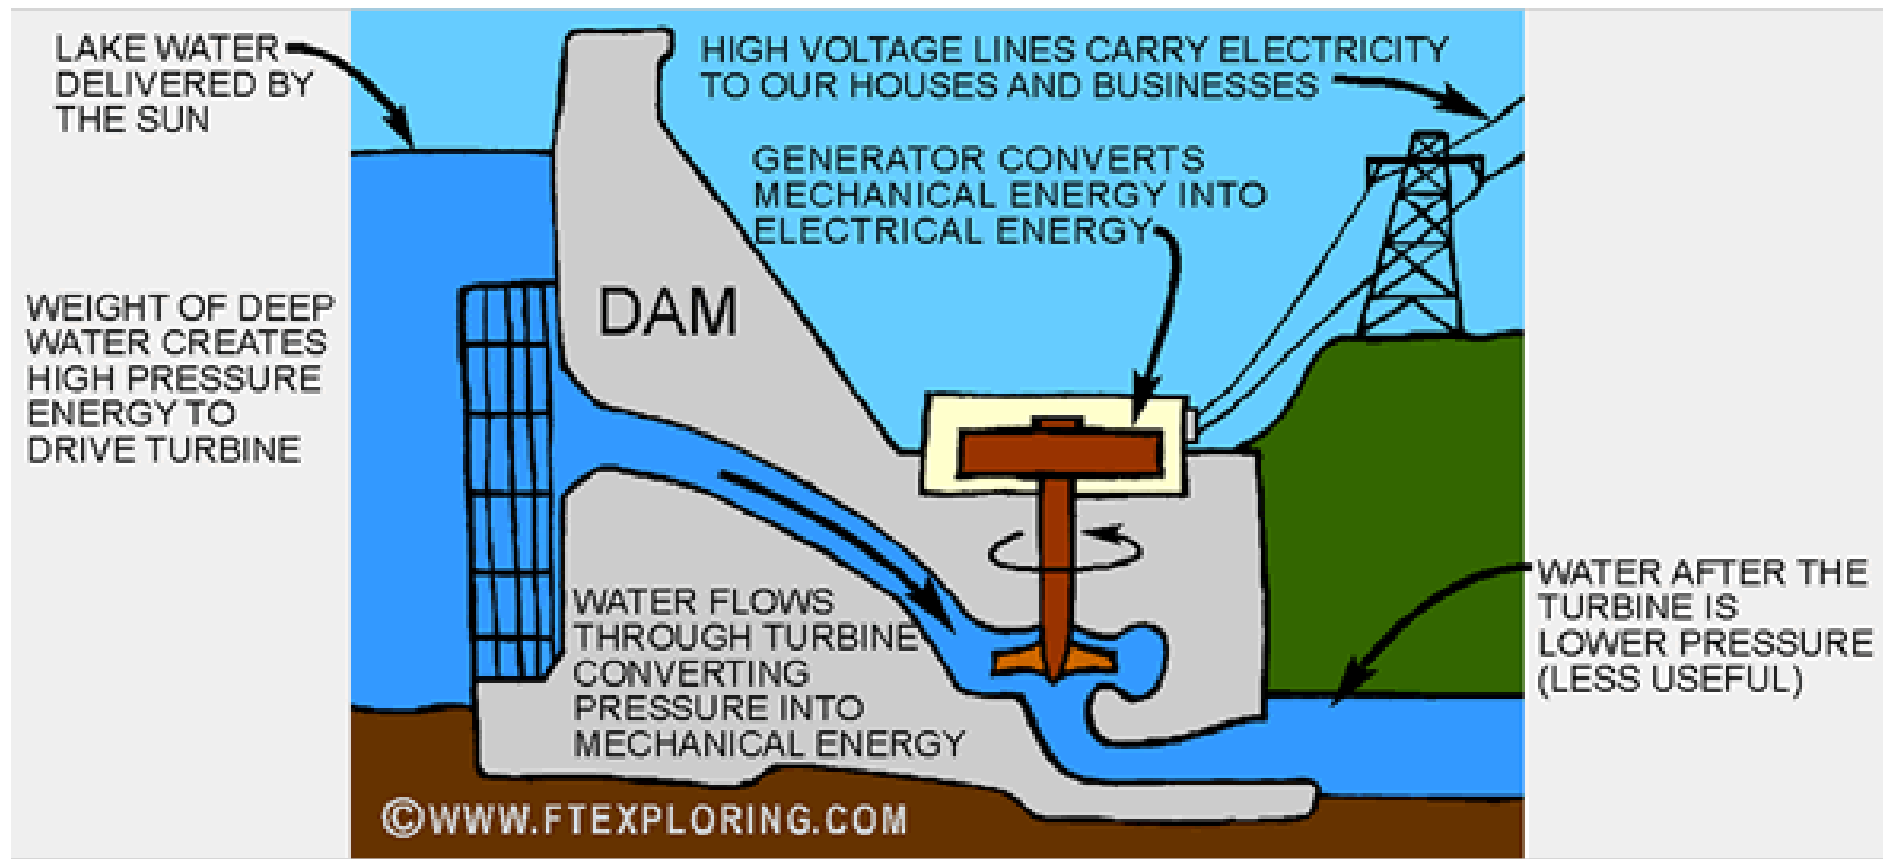 LAKE WATER
DELIVERED BY
THE SUN
HIGH VOLTAGE LINES CARRY ELECTRICITY
TO OUR HOUSES AND BUSINESSES
GENERATOR CONVERTS
MECHANICAL ENERGY INTO
ELECTRICAL ENERGY
WEIGHT OF DEEP
WATER CREATES
HIGH PRESSURE
ENERGY TO
DRIVE TURBINE
DAM
WATER FLOWS
THROUGH TURBINE
CONVERTING
PRESSURE INTO
MECHANICAL ENERGY
WATER AFTER THE
TURBINE IS
LOWER PRESSURE
(LESS USEFUL)
©WWW.FTEXPLORING.COM